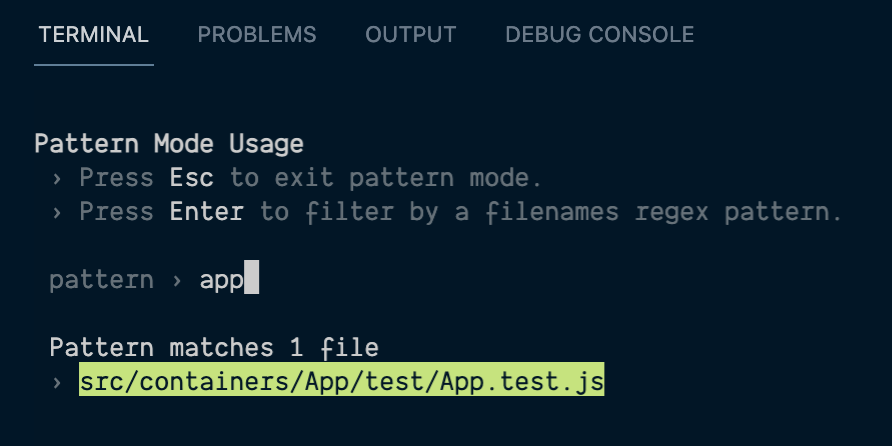 TERMINAL PROBLEMS OUTPUT DEBUG CONSOLE
Pattern Mode Usage
› Press Esc to exit pattern mode.
› Press Enter to filter by a filenames regex pattern.
pattern › app
Pattern matches 1 file
› src/containers/App/test/App.test.js